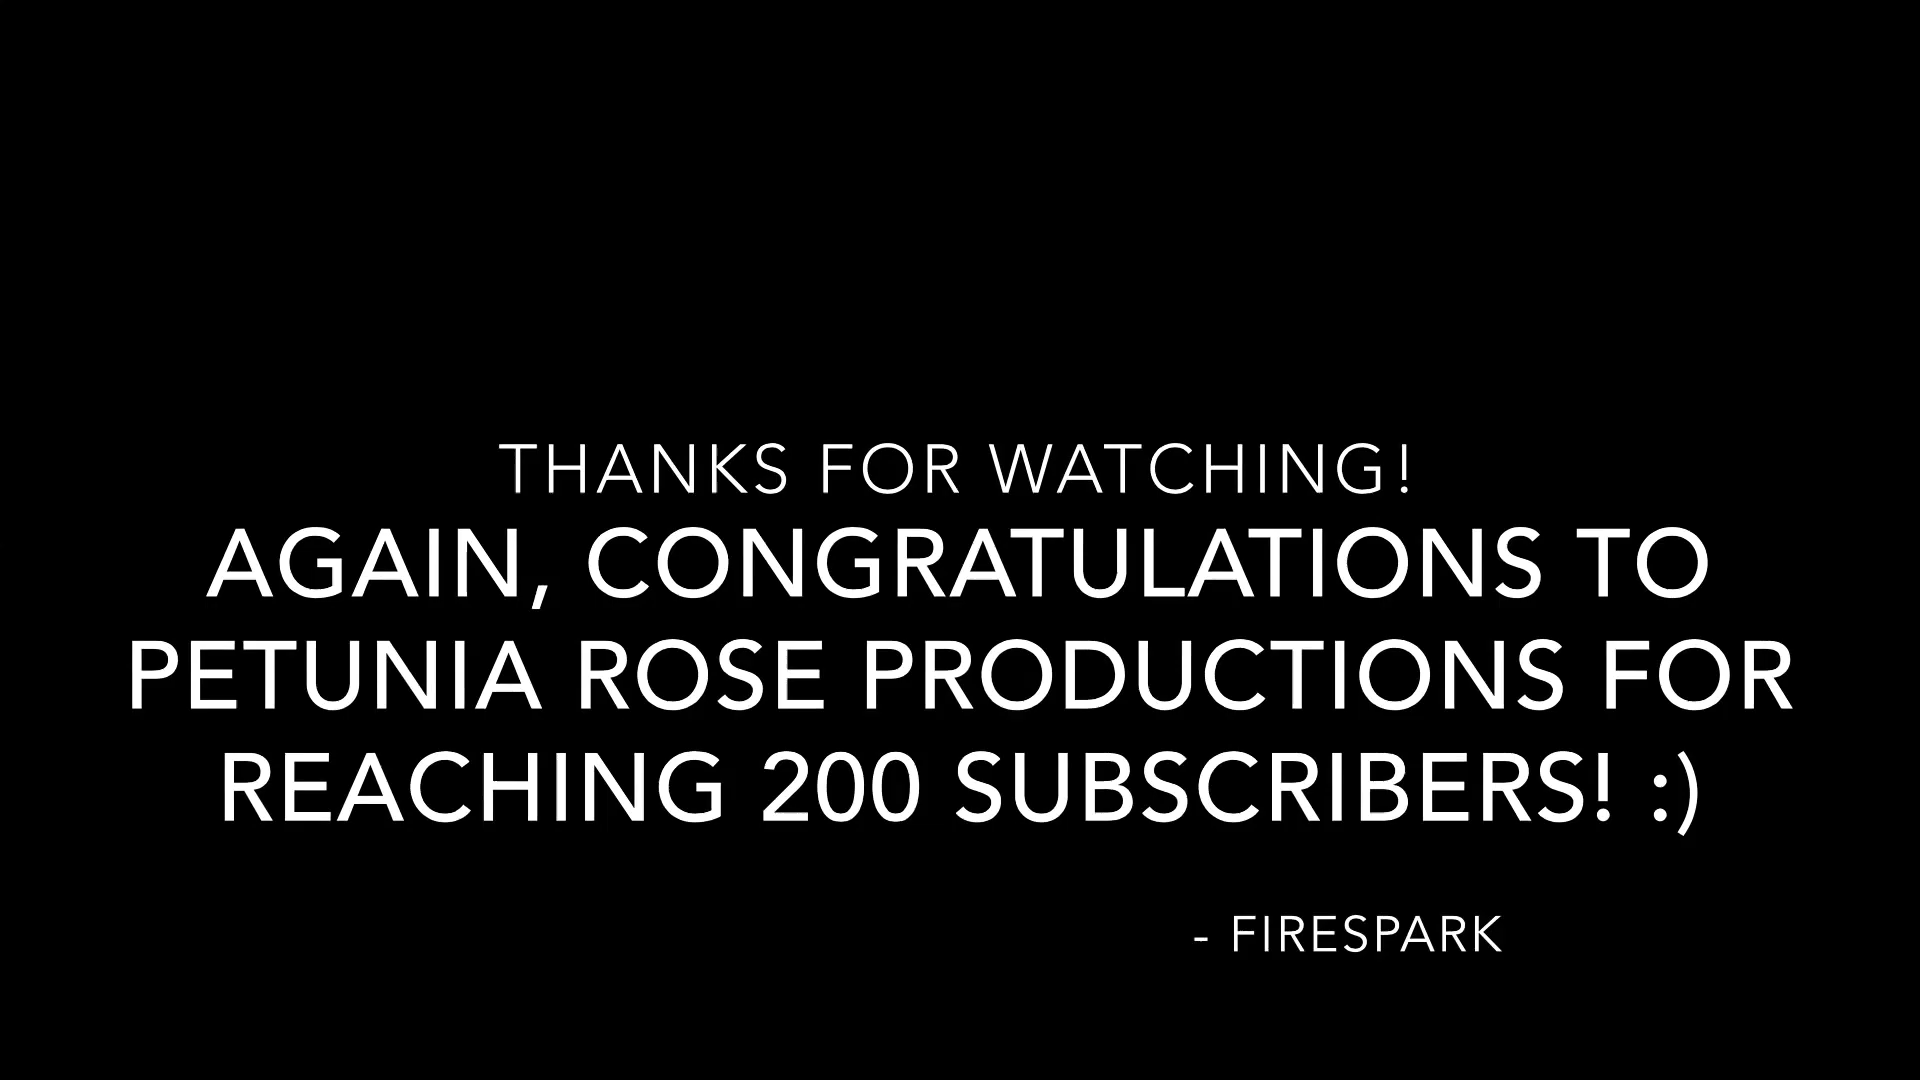 THANKS FOR WATCHING!
AGAIN, CONGRATULATIONS TO
PETUNIA ROSE PRODUCTIONS FOR
REACHING 200 SUBSCRIBERS! :)
- FIRESPARK